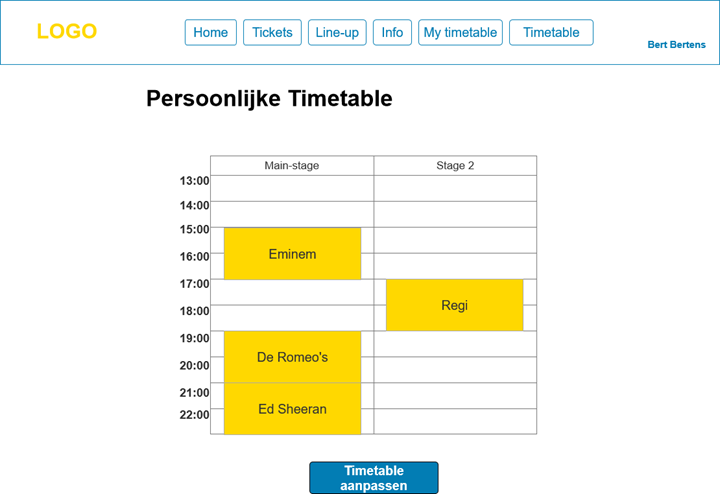 LOGO
Home
Tickets
Line-up
Info
My timetable
Timetable
Bert Bertens
Persoonlijke Timetable
Main-stage
Stage 2
13:00
14:00
15:00
Eminem
16:00
17:00
Regi
18:00
19:00
De Romeo's
20:00
21:00
Ed Sheeran
22:00
Timetable
aanpassen